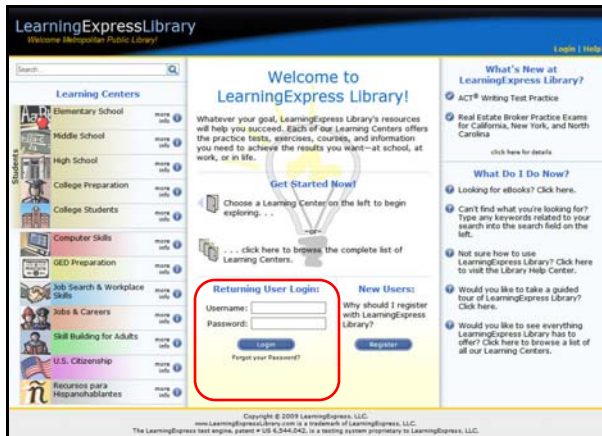 LearningExpressLibrary
Welcome Metropolitan Public Library!
Login | Help
Search...
Learning Centers
Students
Elementary School
more info
Middle School
more info
High School
more info
College Preparation
more info
College Students
more info
Computer Skills
more info
GED Preparation
more info
Job Search & Workplace
Skills
more info
Jobs & Careers
more info
Skill Building for Adults
more info
U.S. Citizenship
more info
Recursos para
Hispanohablantes
more info
Welcome to
LearningExpress Library!
Whatever your goal, LearningExpress Library's resources
will help you succeed. Each of our Learning Centers offers
the practice tests, exercises, courses, and information
you need to achieve the results you want—at school, at
work, or in life.
Get Started Now!
Choose a Learning Center on the left to begin
exploring. . .
-or-
. . . click here to browse the complete list of
Learning Centers.
Returning User Login:
Username:
Password:
Login
Forgot your Password?
New Users:
Why should I register
with LearningExpress
Library?
Register
What's New at
LearningExpress Library?
ACT® Writing Test Practice
Real Estate Broker Practice Exams
for California, New York, and North
Carolina
click here for details
What Do I Do Now?
Looking for eBooks? Click here.
Can't find what you're looking for?
Type any keywords related to your
search into the search field on the
left.
Not sure how to use
LearningExpress Library? Click here
to visit the Library Help Center.
Would you like to take a guided
tour of LearningExpress Library?
Click here.
Would you like to see everything
LearningExpress Library has to
offer? Click here to browse a list of
all our Learning Centers.
Copyright © 2009 LearningExpress, LLC.
www.LearningExpressLibrary.com is a trademark of LearningExpress, LLC.
The LearningExpress test engine, patent # US 6,544,042, is a testing system proprietary to LearningExpress, LLC.